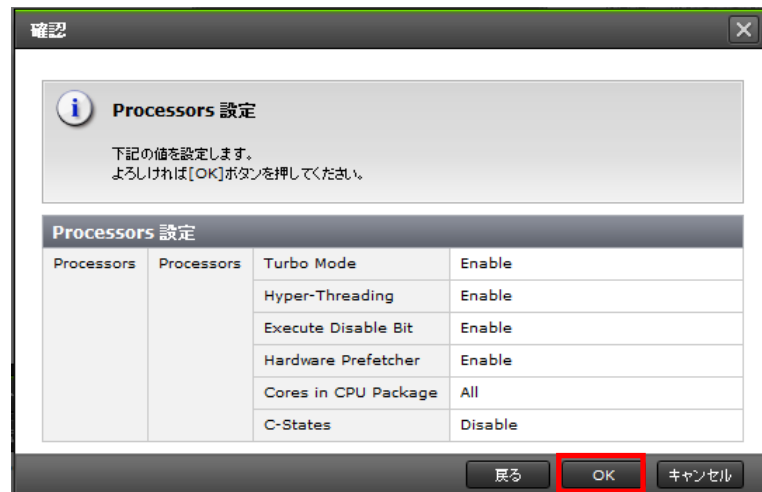 確認
Processors 設定
下記の値を設定します。
よろしければ[OK]ボタンを押してください。
Processors 設定
Processors Processors Turbo Mode Enable
Hyper-Threading Enable
Execute Disable Bit Enable
Hardware Prefetcher Enable
Cores in CPU Package All
C-States Disable
戻る OK キャンセル